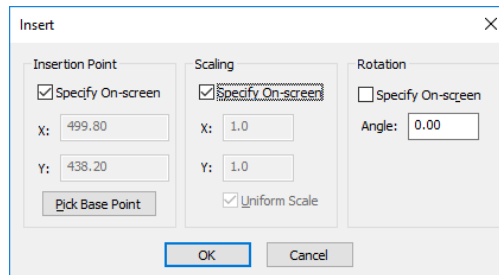 Insert
Insertion Point
Specify On-screen
X: 499.80
Y: 438.20
Pick Base Point
Scaling
Specify On-screen
X: 1.0
Y: 1.0
Uniform Scale
Rotation
Specify On-screen
Angle: 0.00
OK
Cancel